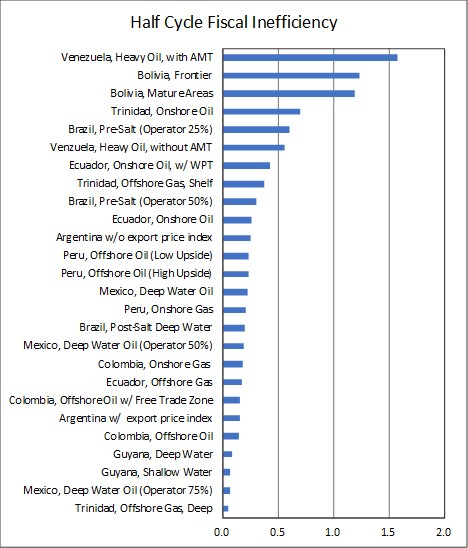 Half Cycle Fiscal Inefficiency
Venezuela, Heavy Oil, with AMT
Bolivia, Frontier
Bolivia, Mature Areas
Trinidad, Onshore Oil
Brazil, Pre-Salt (Operator 25%)
Venzuela, Heavy Oil, without AMT
Ecuador, Onshore Oil, w/ WPT
Trinidad, Offshore Gas, Shelf
Brazil, Pre-Salt (Operator 50%)
Ecuador, Onshore Oil
Argentina w/o export price index
Peru, Offshore Oil (Low Upside)
Peru, Offshore Oil (High Upside)
Mexico, Deep Water Oil
Peru, Onshore Gas
Brazil, Post-Salt Deep Water
Mexico, Deep Water Oil (Operator 50%)
Colombia, Onshore Gas
Ecuador, Offshore Gas
Colombia, Offshore Oil w/ Free Trade Zone
Argentina w/ export price index
Colombia, Offshore Oil
Guyana, Deep Water
Guyana, Shallow Water
Mexico, Deep Water Oil (Operator 75%)
Trinidad, Offshore Gas, Deep
0.0 0.5 1.0 1.5 2.0